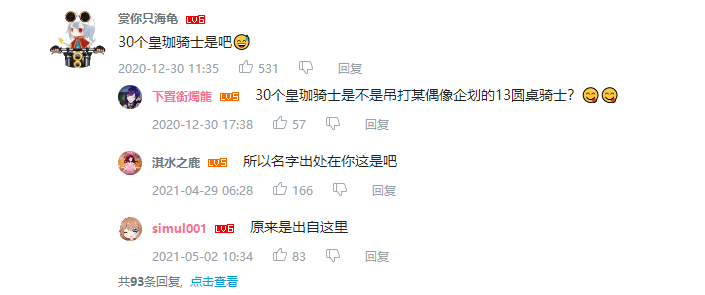 赏你只海龟 LV6
30个皇珈骑士是吧😅
2020-12-30 11:35 531 回复
下置衔烛龍 LV5 30个皇珈骑士是不是吊打某偶像企划的13圆桌骑士？😋😋
2020-12-30 17:38 57 回复
淇水之鹿 LV5 所以名字出处在你这是吧
2021-04-29 06:28 166 回复
simul001 LV6 原来是出自这里
2021-05-02 10:34 83 回复
共93条回复, 点击查看